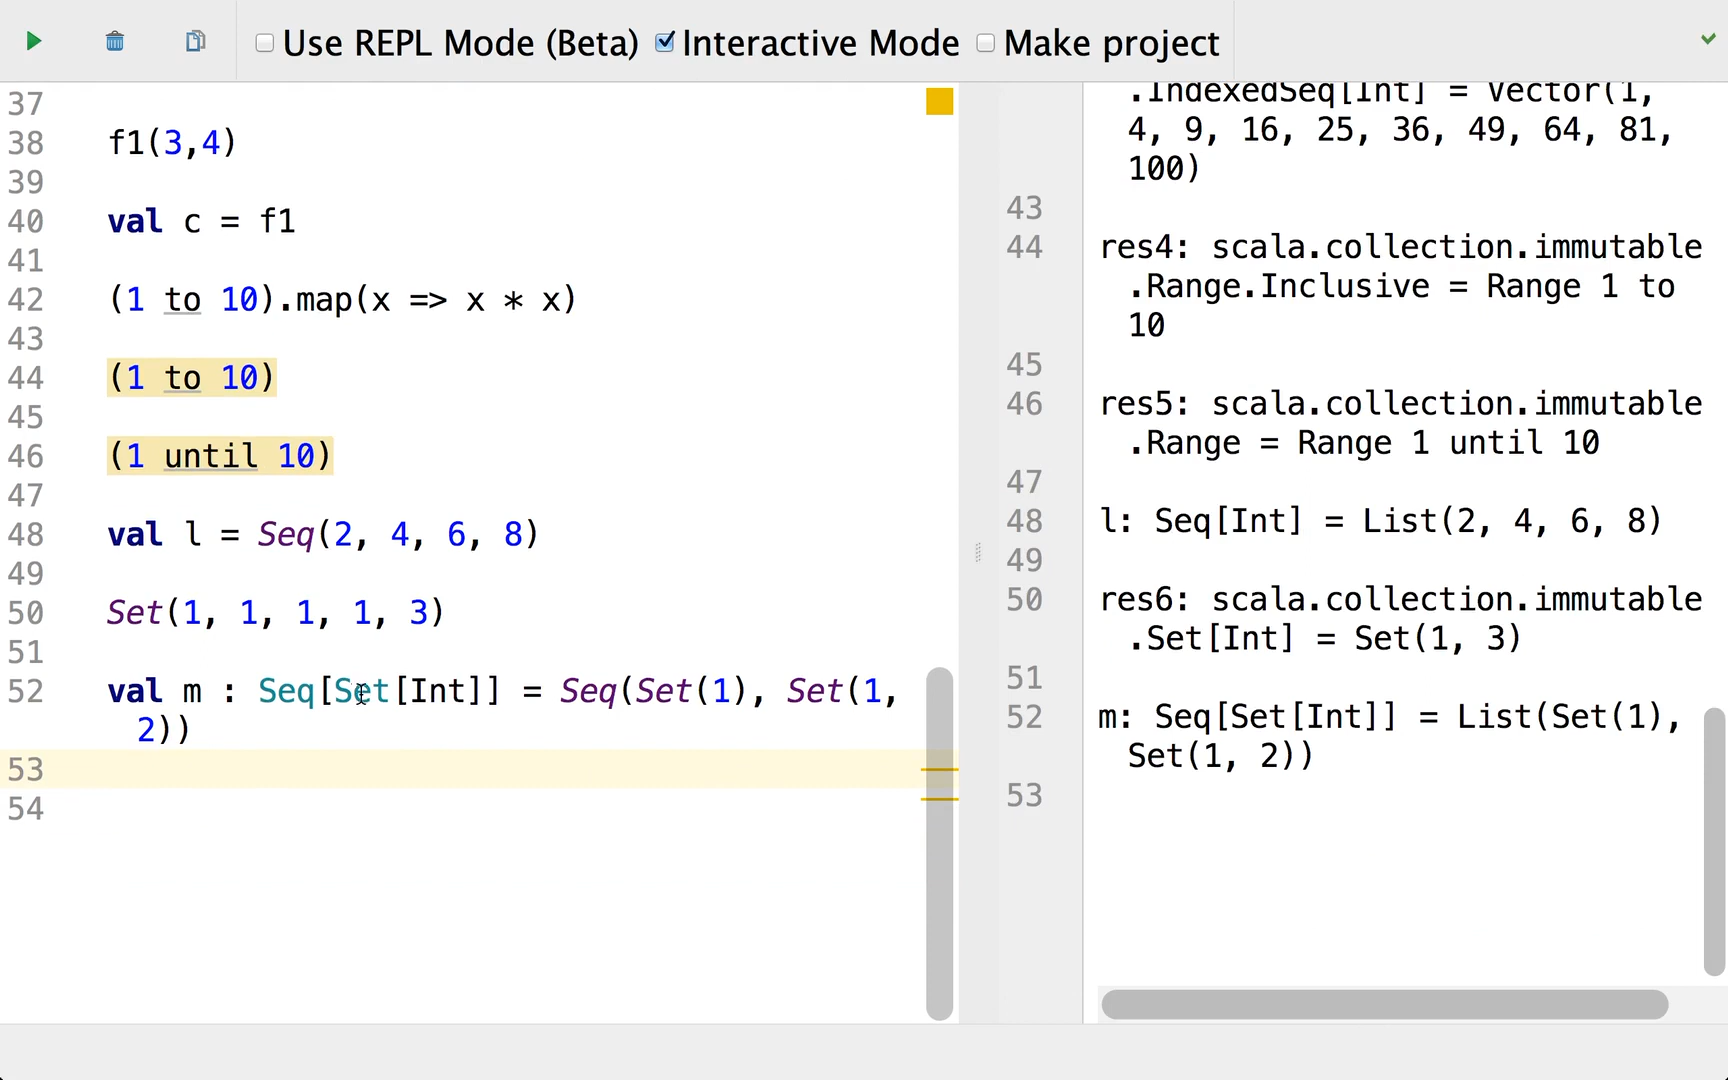 Use REPL Mode (Beta) Interactive Mode Make project
37
38 f1(3,4)
39
40 val c = f1
41
42 (1 to 10).map(x => x * x)
43
44 (1 to 10)
45
46 (1 until 10)
47
48 val l = Seq(2, 4, 6, 8)
49
50 Set(1, 1, 1, 1, 3)
51
52 val m : Seq[Set[Int]] = Seq(Set(1), Set(1,
2))
53
54
.IndexedSeq[Int] = Vector(1,
4, 9, 16, 25, 36, 49, 64, 81,
100)
43
44 res4: scala.collection.immutable
.Range.Inclusive = Range 1 to
10
45
46 res5: scala.collection.immutable
.Range = Range 1 until 10
47
48 l: Seq[Int] = List(2, 4, 6, 8)
49
50 res6: scala.collection.immutable
.Set[Int] = Set(1, 3)
51
52 m: Seq[Set[Int]] = List(Set(1),
Set(1, 2))
53